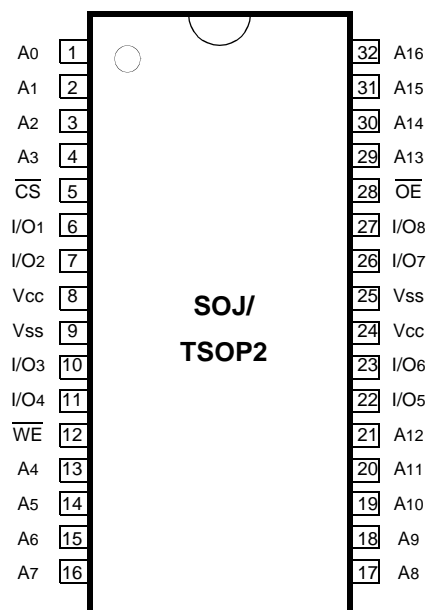 A0 1 32 A16
A1 2 31 A15
A2 3 30 A14
A3 4 29 A13
C̅S̅ 5 28 O̅E̅
I/O1 6 27 I/O8
I/O2 7 26 I/O7
Vcc 8 25 Vss
SOJ/
Vss 9 24 Vcc
TSOP2
I/O3 10 23 I/O6
I/O4 11 22 I/O5
W̅E̅ 12 21 A12
A4 13 20 A11
A5 14 19 A10
A6 15 18 A9
A7 16 17 A8